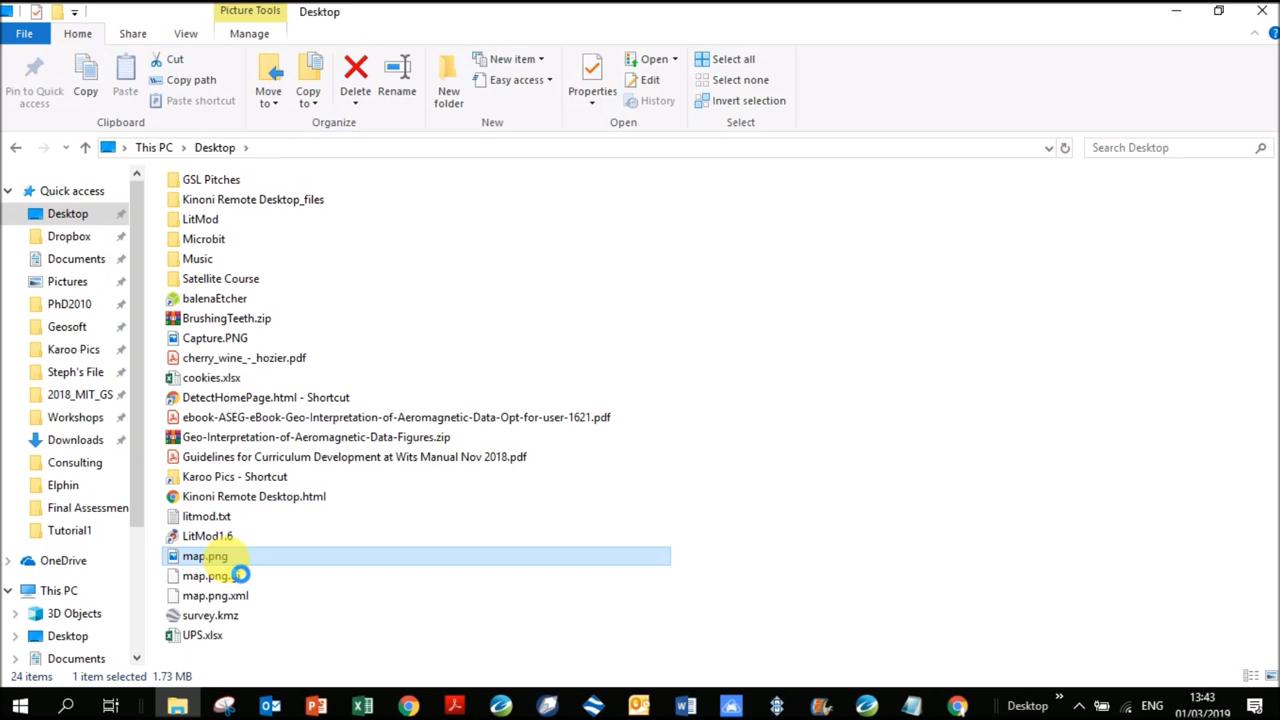 Picture Tools
Desktop
File
Home
Share
View
Manage
Pin to Quick access
Copy
Paste
Cut
Copy path
Paste shortcut
Clipboard
Move to
Copy to
Delete
Rename
Organize
New folder
New item
Easy access
New
Properties
Open
Edit
History
Open
Select all
Select none
Invert selection
Select
This PC
Desktop
Search Desktop
Quick access
Desktop
Dropbox
Documents
Pictures
PhD2010
Geosoft
Karoo Pics
Steph's File
2018_MIT_GS
Workshops
Downloads
Consulting
Elphin
Final Assessmen
Tutorial1
OneDrive
This PC
3D Objects
Desktop
Documents
GSL Pitches
Kinoni Remote Desktop_files
LitMod
Microbit
Music
Satellite Course
balenaEtcher
BrushingTeeth.zip
Capture.PNG
cherry_wine_-_hozier.pdf
cookies.xlsx
DetectHomePage.html - Shortcut
ebook-ASEG-eBook-Geo-Interpretation-of-Aeromagnetic-Data-Opt-for-user-1621.pdf
Geo-Interpretation-of-Aeromagnetic-Data-Figures.zip
Guidelines for Curriculum Development at Wits Manual Nov 2018.pdf
Karoo Pics - Shortcut
Kinoni Remote Desktop.html
litmod.txt
LitMod1.6
map.png
map.png.g
map.png.xml
survey.kmz
UPS.xlsx
24 items
1 item selected 1.73 MB
Desktop
ENG
13:43
01/03/2019